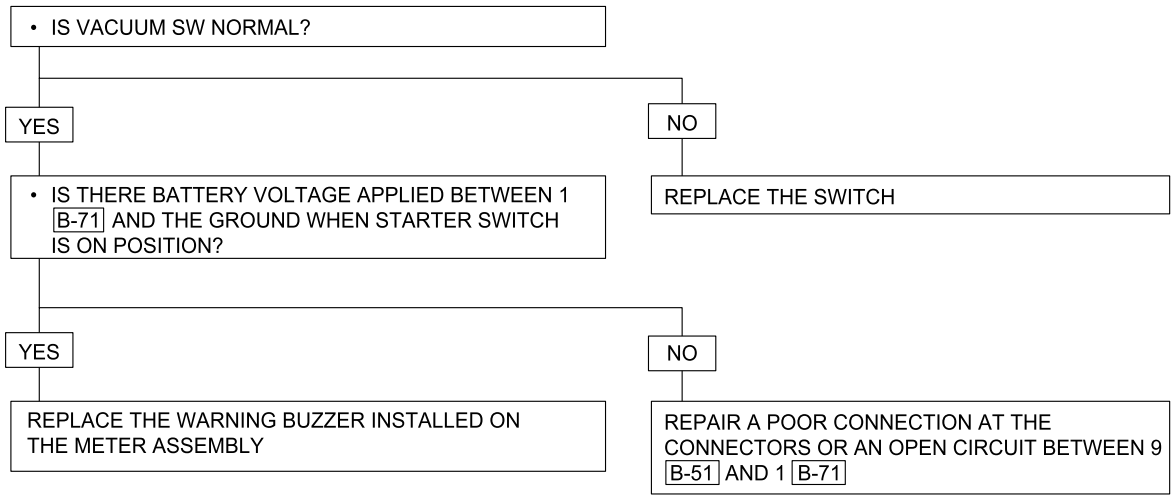 • IS VACUUM SW NORMAL?
YES
NO
• IS THERE BATTERY VOLTAGE APPLIED BETWEEN 1
B-71 AND THE GROUND WHEN STARTER SWITCH
IS ON POSITION?
REPLACE THE SWITCH
YES
NO
REPLACE THE WARNING BUZZER INSTALLED ON
THE METER ASSEMBLY
REPAIR A POOR CONNECTION AT THE
CONNECTORS OR AN OPEN CIRCUIT BETWEEN 9
B-51 AND 1 B-71